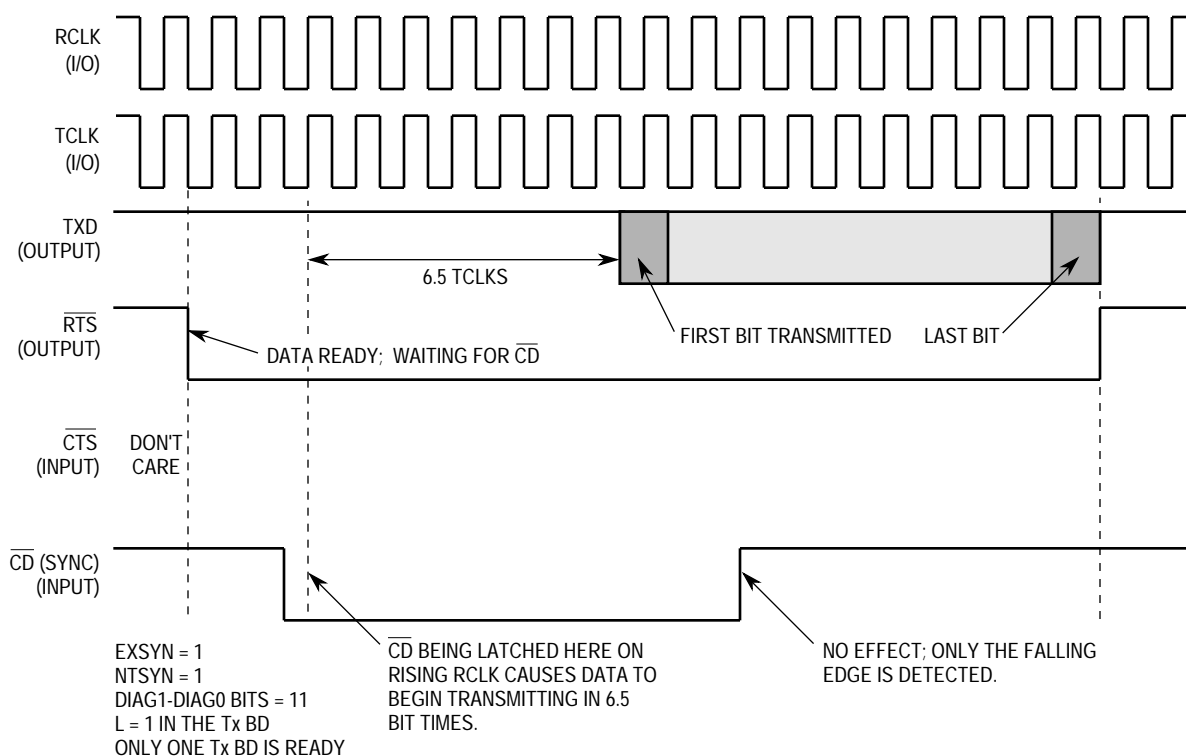 RCLK
(I/O)
TCLK
(I/O)
TXD
(OUTPUT)
6.5 TCLKS
RTS
(OUTPUT)
FIRST BIT TRANSMITTED
LAST BIT
DATA READY; WAITING FOR CD
CTS
(INPUT)
DON'T
CARE
CD (SYNC)
(INPUT)
EXSYN = 1
NTSYN = 1
DIAG1-DIAG0 BITS = 11
L = 1 IN THE Tx BD
ONLY ONE Tx BD IS READY
CD BEING LATCHED HERE ON
RISING RCLK CAUSES DATA TO
BEGIN TRANSMITTING IN 6.5
BIT TIMES.
NO EFFECT; ONLY THE FALLING
EDGE IS DETECTED.